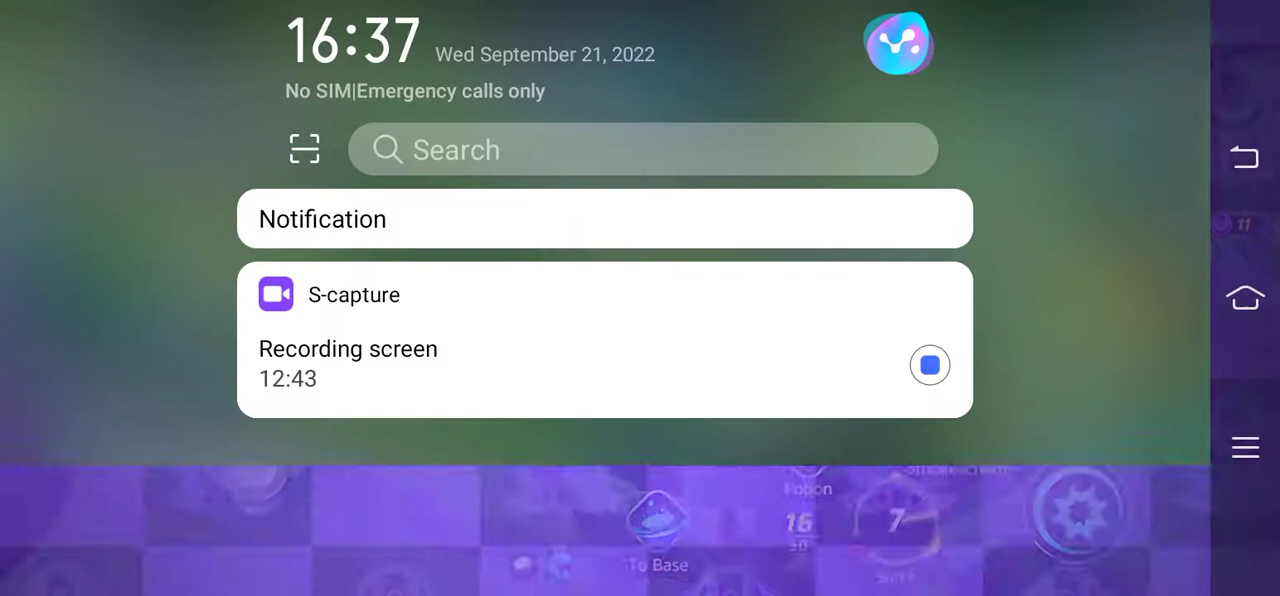 16:37 Wed September 21, 2022
No SIM|Emergency calls only
Search
Notification
S-capture
Recording screen
12:43
11
Potion
16
7
To Base